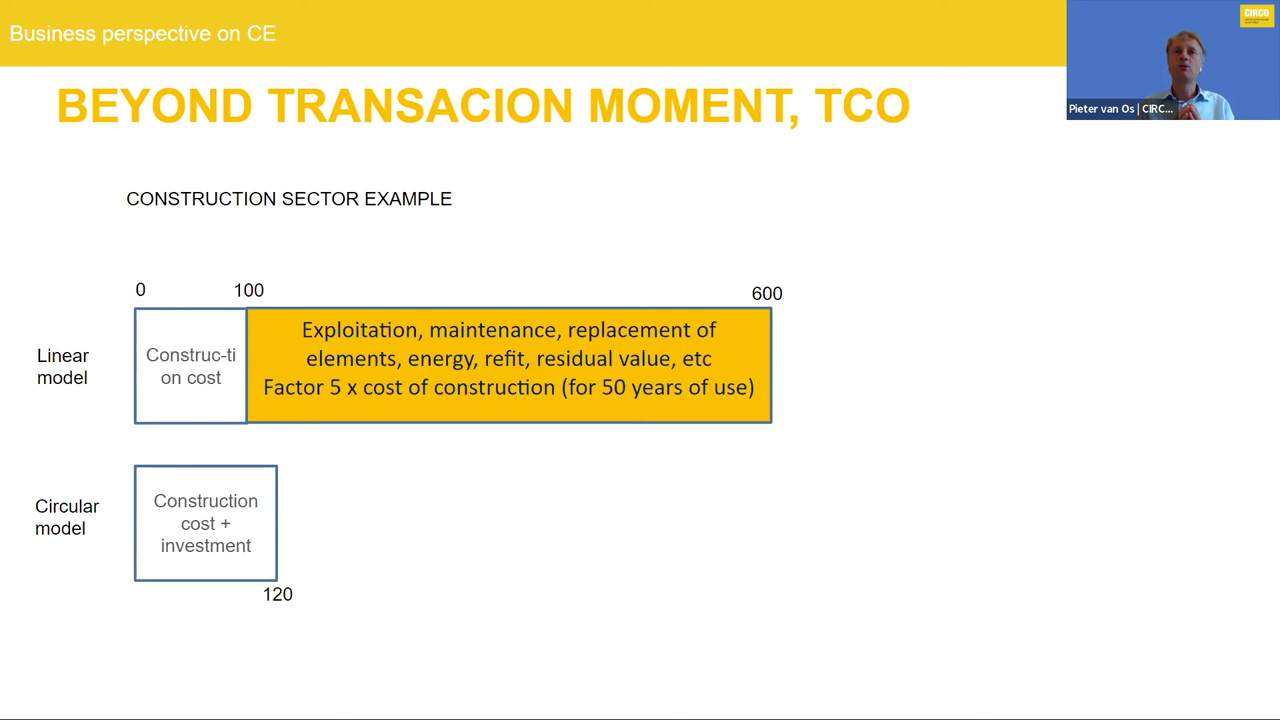 Business perspective on CE
CIRCO
BEYOND TRANSACION MOMENT, TCO
Pieter van Os | CIRC...
CONSTRUCTION SECTOR EXAMPLE
0
100
600
Linear
model
Construc-ti
on cost
Exploitation, maintenance, replacement of
elements, energy, refit, residual value, etc
Factor 5 x cost of construction (for 50 years of use)
Circular
model
Construction
cost +
investment
120